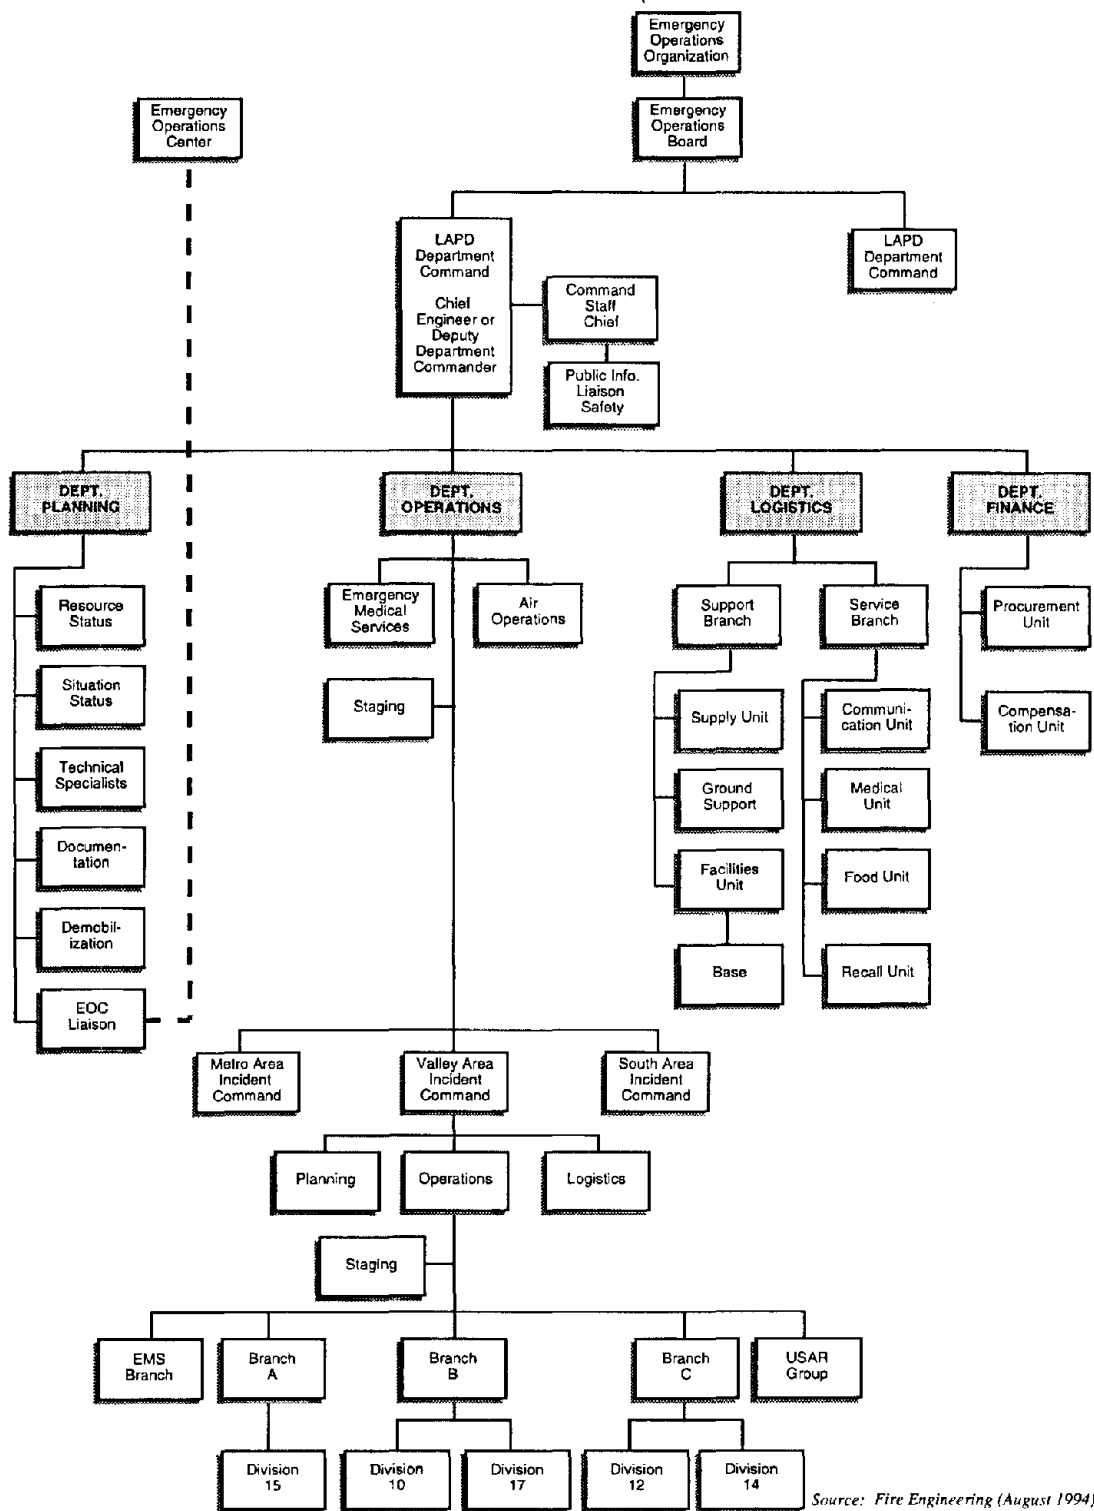 Emergency
Operations
Organization
Emergency
Operations
Center
Emergency
Operations
Board
LAPD
Department
Command
Chief
Engineer or
Deputy
Department
Commander
Command
Staff
Chief
Public Info.
Liaison
Safety
LAPD
Department
Command
DEPT.
PLANNING
DEPT.
OPERATIONS
DEPT.
LOGISTICS
DEPT.
FINANCE
Resource
Status
Situation
Status
Technical
Specialists
Documen-
tation
Demobil-
ization
EOC
Liaison
Emergency
Medical
Services
Air
Operations
Staging
Support
Branch
Service
Branch
Supply Unit
Ground
Support
Facilities
Unit
Base
Communi-
cation Unit
Medical
Unit
Food Unit
Recall Unit
Procurement
Unit
Compensa-
tion Unit
Metro Area
Incident
Command
Valley Area
Incident
Command
South Area
Incident
Command
Planning
Operations
Logistics
Staging
EMS
Branch
Branch
A
Branch
B
Branch
C
USAR
Group
Division
15
Division
10
Division
17
Division
12
Division
14
Source: Fire Engineering (August 1994)